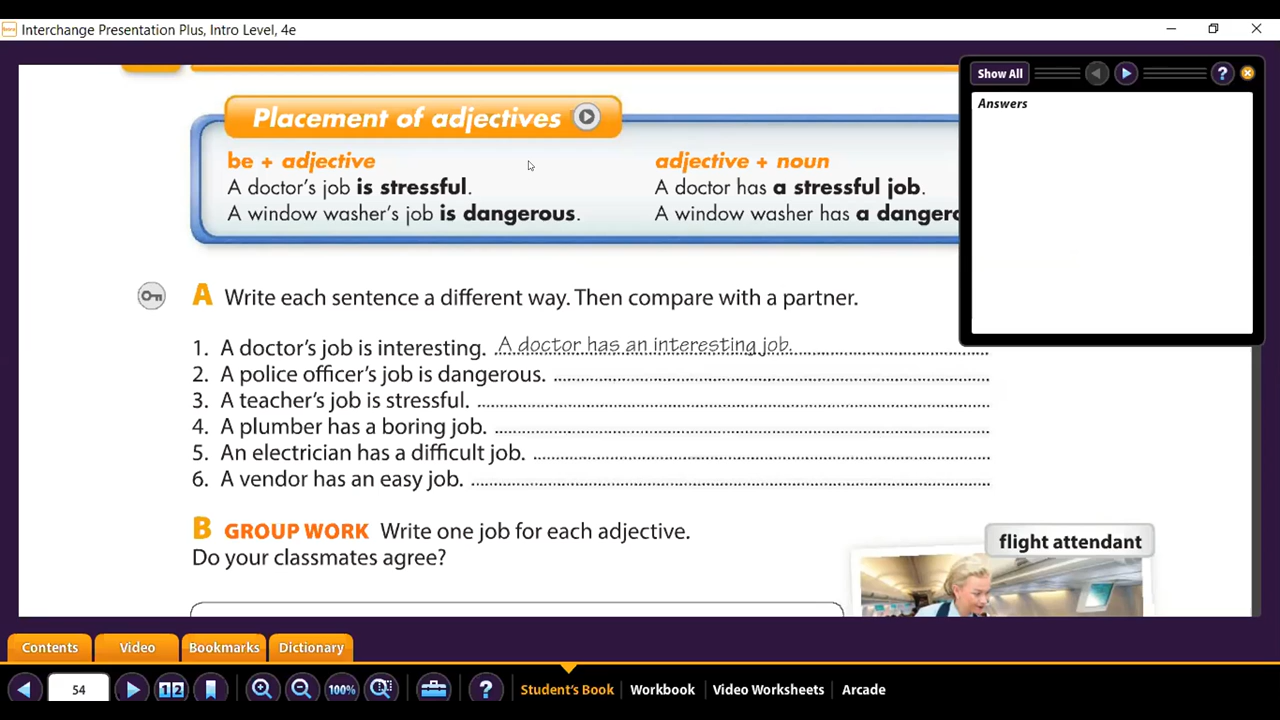 Interchange Presentation Plus, Intro Level, 4e
Placement of adjectives
be + adjective
A doctor's job is stressful.
A window washer's job is dangerous.
adjective + noun
A doctor has a stressful job.
A window washer has a dangero
Show All
?
Answers
A Write each sentence a different way. Then compare with a partner.
1. A doctor's job is interesting. A doctor has an interesting job.
2. A police officer's job is dangerous.
3. A teacher's job is stressful.
4. A plumber has a boring job.
5. An electrician has a difficult job.
6. A vendor has an easy job.
B GROUP WORK Write one job for each adjective.
Do your classmates agree?
flight attendant
Contents Video Bookmarks Dictionary
54 12 100% ? Student's Book Workbook Video Worksheets Arcade